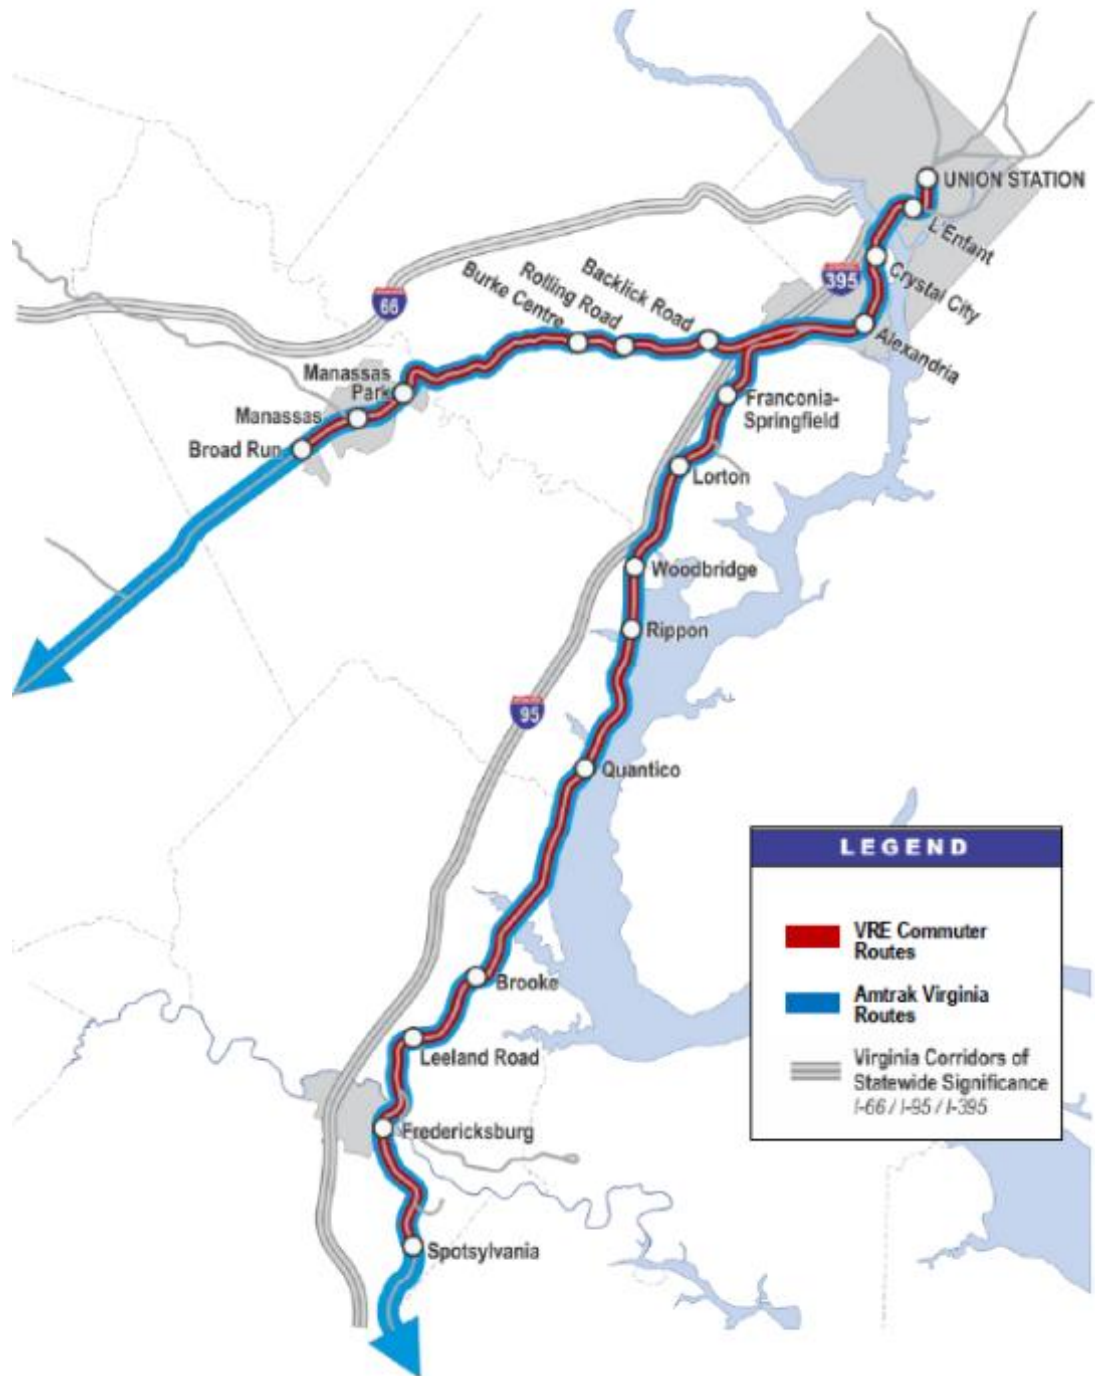 UNION STATION
L'Enfant
Crystal City
395
Alexandria
Backlick Road
Rolling Road
Burke Centre
66
Manassas
Park
Manassas
Broad Run
Franconia-
Springfield
Lorton
Woodbridge
Rippon
95
Quantico
Brooke
Leeland Road
Fredericksburg
Spotsylvania
LEGEND
VRE Commuter
Routes
Amtrak Virginia
Routes
Virginia Corridors of
Statewide Significance
I-66 / I-95 / I-395